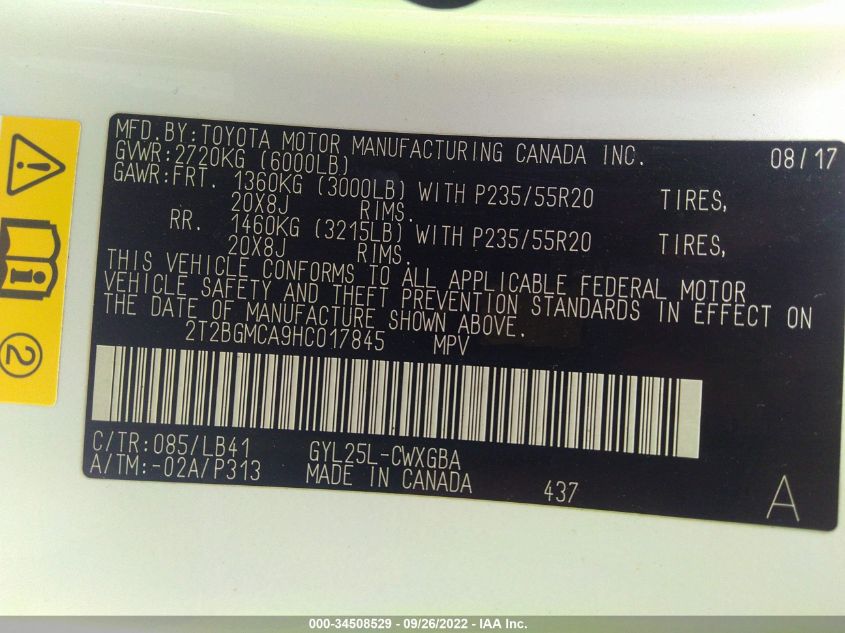 MFD.BY:TOYOTA MOTOR MANUFACTURING CANADA INC. 08/17
GVWR:2720KG (6000LB)
GAWR:FRT. 1360KG (3000LB) WITH P235/55R20 TIRES,
20X8J RIMS.
RR. 1460KG (3215LB) WITH P235/55R20 TIRES,
20X8J RIMS.
THIS VEHICLE CONFORMS TO ALL APPLICABLE FEDERAL MOTOR
VEHICLE SAFETY AND THEFT PREVENTION STANDARDS IN EFFECT ON
THE DATE OF MANUFACTURE SHOWN ABOVE.
2T2BGMCA9HC017845 MPV
C/TR:085/LB41 GYL25L-CWXGBA
A/TM:-02A/P313 MADE IN CANADA 437 A
2
000-34508529 - 09/26/2022 - IAA Inc.